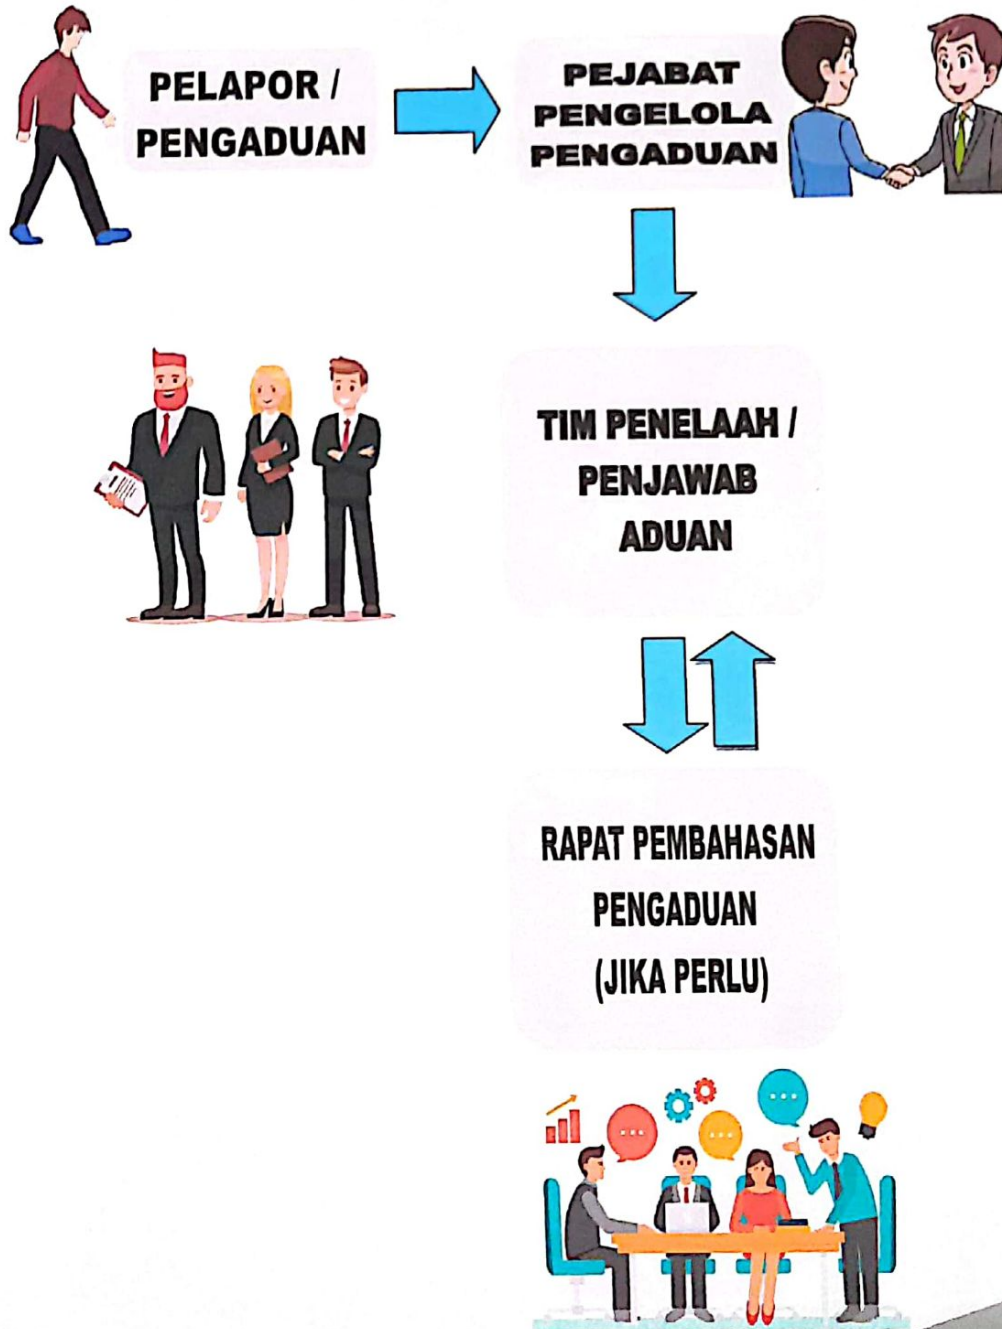 PELAPOR /
PENGADUAN
PEJABAT
PENGELOLA
PENGADUAN
TIM PENELAAH /
PENJAWAB
ADUAN
RAPAT PEMBAHASAN
PENGADUAN
(JIKA PERLU)